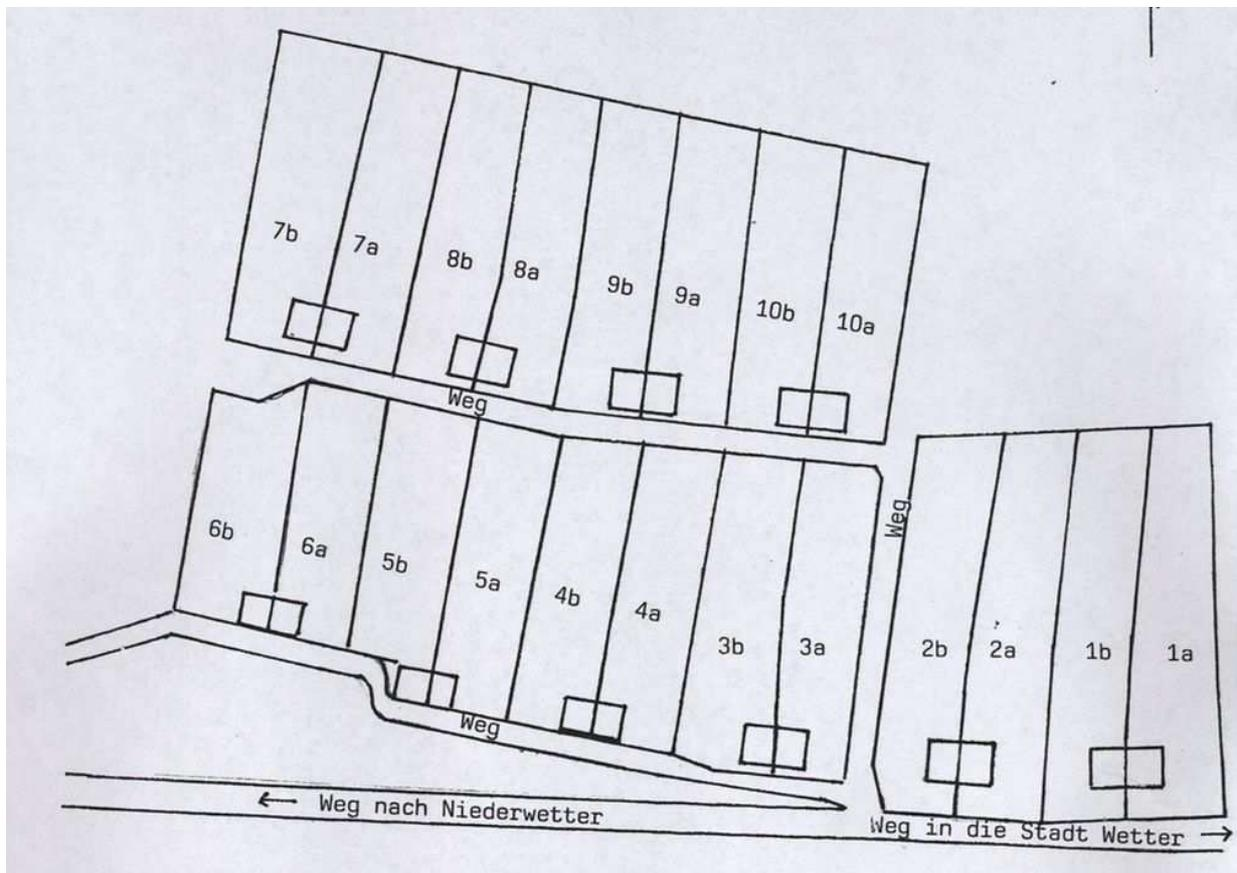 7b
7a
8b
8a
9b
9a
10b
10a
Weg
6b
6a
5b
5a
4b
4a
3b
3a
Weg
2b
2a
1b
1a
Weg
← Weg nach Niederwetter
Weg in die Stadt Wetter →